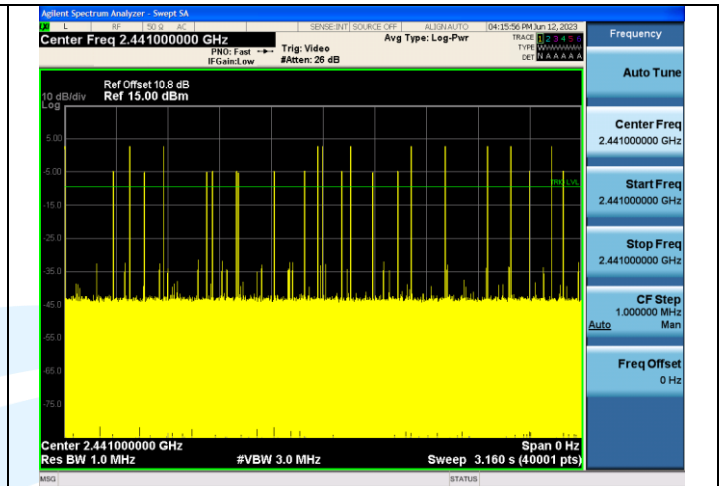 Agilent Spectrum Analyzer - Swept SA
L RF 50 Ω AC SENSE:INT SOURCE OFF ALIGN AUTO 04:15:56 PM Jun 12, 2023
Center Freq 2.441000000 GHz
PNO: Fast
IFGain:Low
Trig: Video
#Atten: 26 dB
Avg Type: Log-Pwr
TRACE 1 2 3 4 5 6
TYPE WWWWWW
DET N A A A A A
Ref Offset 10.8 dB
10 dB/div Ref 15.00 dBm
Log
5.00
-5.00
TRIG LVL
-15.0
-25.0
-35.0
-45.0
-55.0
-65.0
-75.0
Center 2.441000000 GHz Span 0 Hz
Res BW 1.0 MHz #VBW 3.0 MHz Sweep 3.160 s (40001 pts)
MSG STATUS
Frequency
Auto Tune
Center Freq
2.441000000 GHz
Start Freq
2.441000000 GHz
Stop Freq
2.441000000 GHz
CF Step
1.000000 MHz
Auto Man
Freq Offset
0 Hz